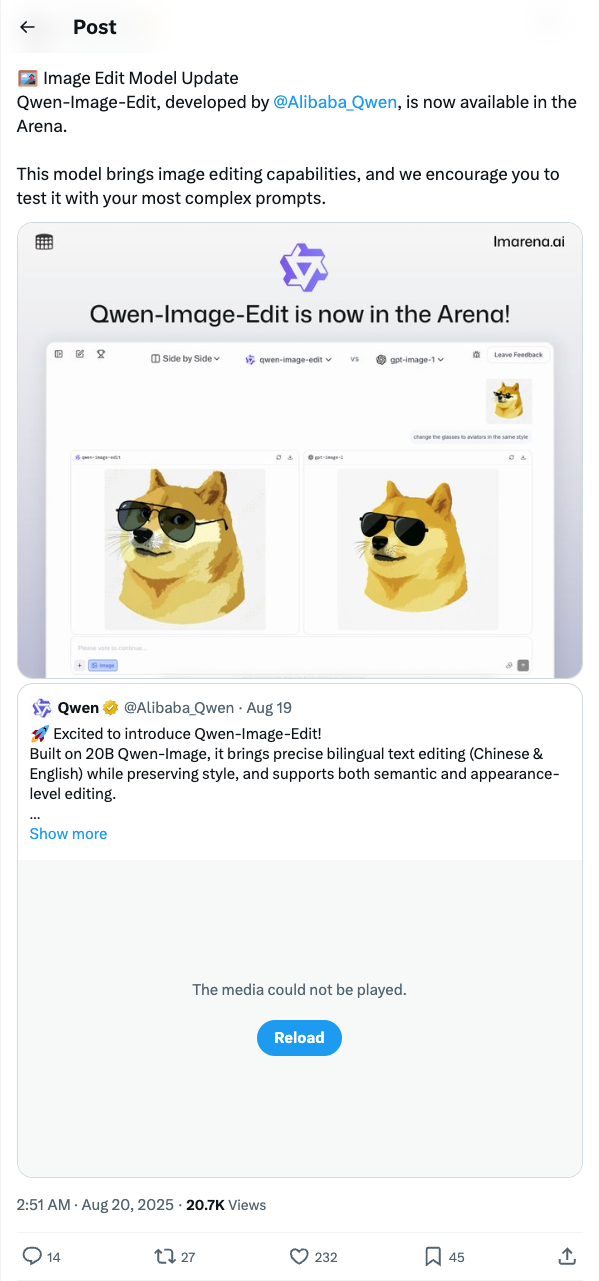 Post
🖼️ Image Edit Model Update
Qwen-Image-Edit, developed by @Alibaba_Qwen, is now available in the
Arena.
This model brings image editing capabilities, and we encourage you to
test it with your most complex prompts.
lmarena.ai
Qwen-Image-Edit is now in the Arena!
Side by Side
qwen-image-edit
vs
gpt-image-1
Leave Feedback
change the glasses to aviators in the same style
qwen-image-edit
gpt-image-1
Please vote to continue...
Image
Qwen @Alibaba_Qwen · Aug 19
🚀 Excited to introduce Qwen-Image-Edit!
Built on 20B Qwen-Image, it brings precise bilingual text editing (Chinese &
English) while preserving style, and supports both semantic and appearance-
level editing.
...
Show more
The media could not be played.
Reload
2:51 AM · Aug 20, 2025 · 20.7K Views
14
27
232
45